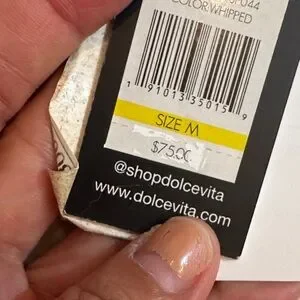 COLOR:WHIPPED
1 91013 35015 9
SIZE M
$75.00
@shopdolcevita
www.dolcevita.com